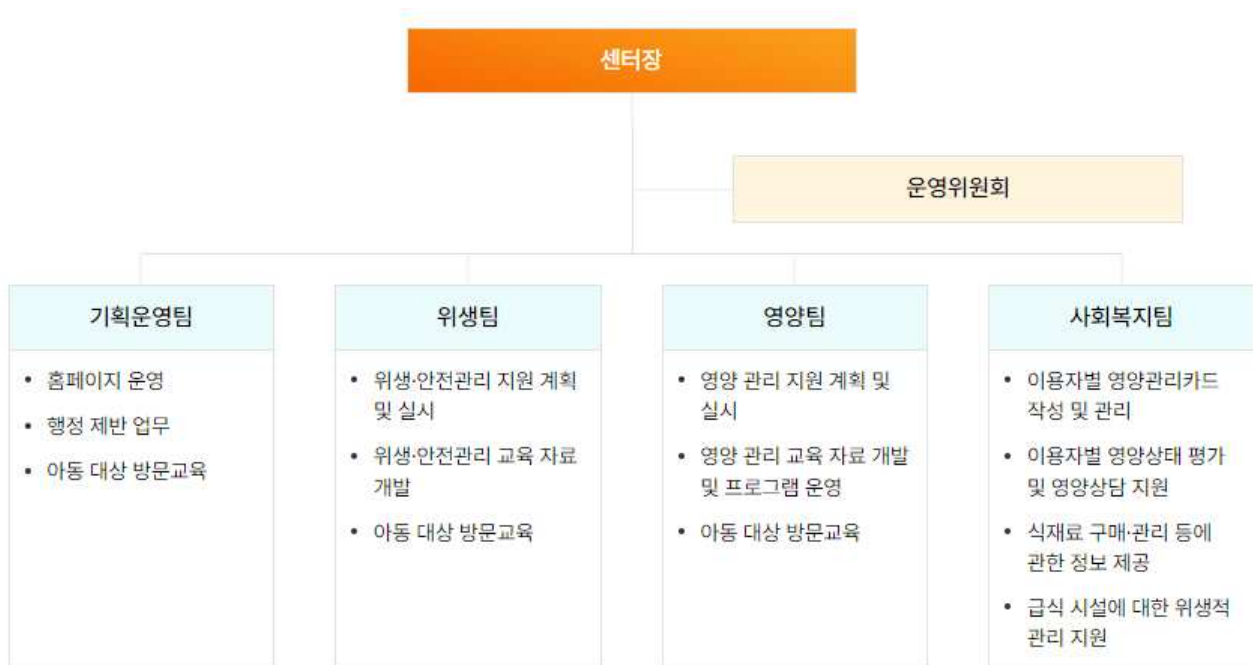 센터장
운영위원회
기획운영팀
• 홈페이지 운영
• 행정 제반 업무
• 아동 대상 방문교육
위생팀
• 위생·안전관리 지원 계획
및 실시
• 위생·안전관리 교육 자료
개발
• 아동 대상 방문교육
영양팀
• 영양 관리 지원 계획 및
실시
• 영양 관리 교육 자료 개발
및 프로그램 운영
• 아동 대상 방문교육
사회복지팀
• 이용자별 영양관리카드
작성 및 관리
• 이용자별 영양상태 평가
및 영양상담 지원
• 식재료 구매·관리 등에
관한 정보 제공
• 급식 시설에 대한 위생적
관리 지원